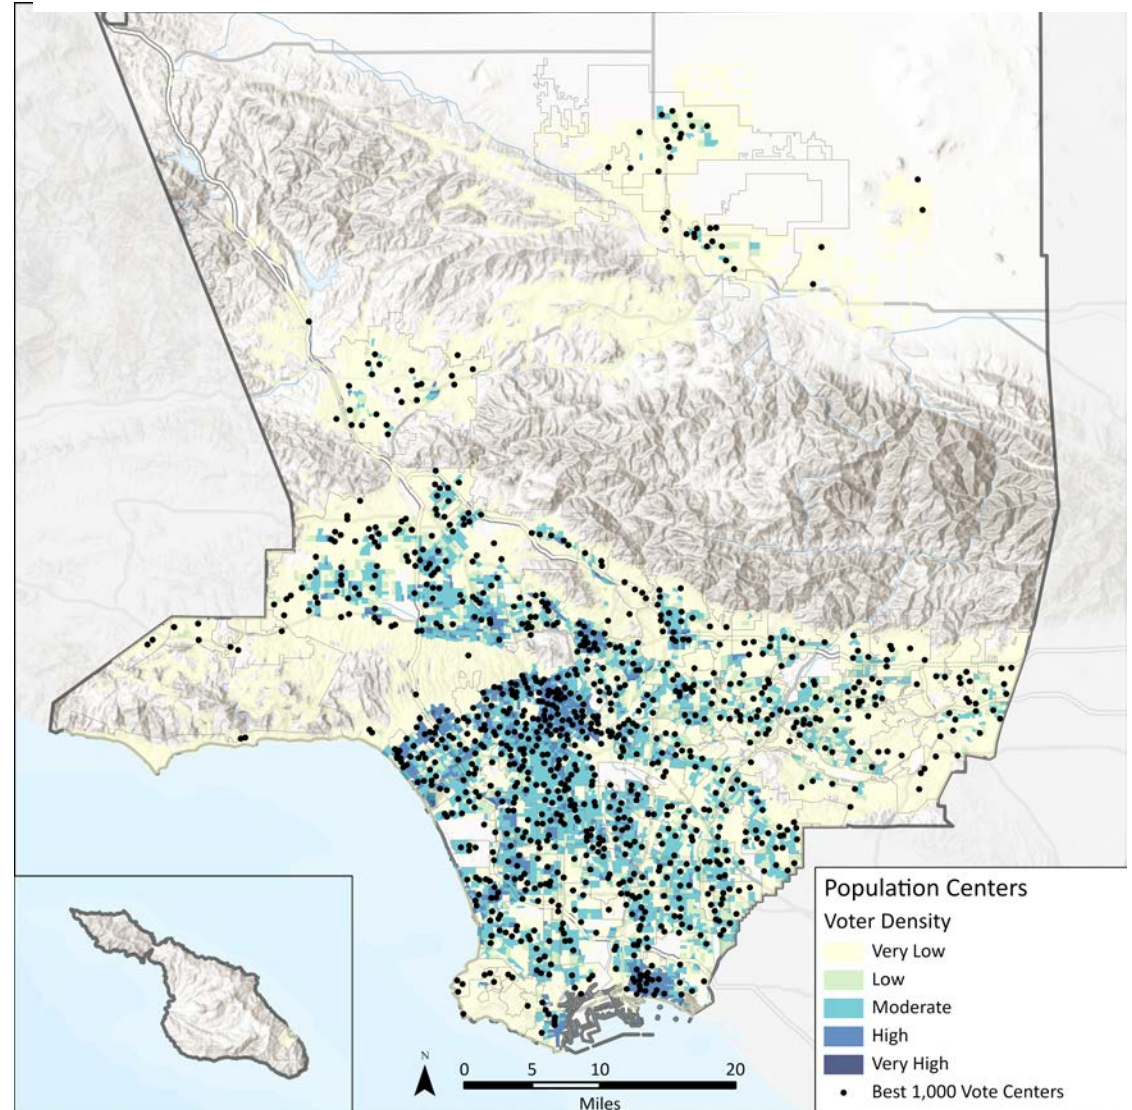 Population Centers
Voter Density
Very Low
Low
Moderate
High
Very High
Best 1,000 Vote Centers
N
0 5 10 20
Miles